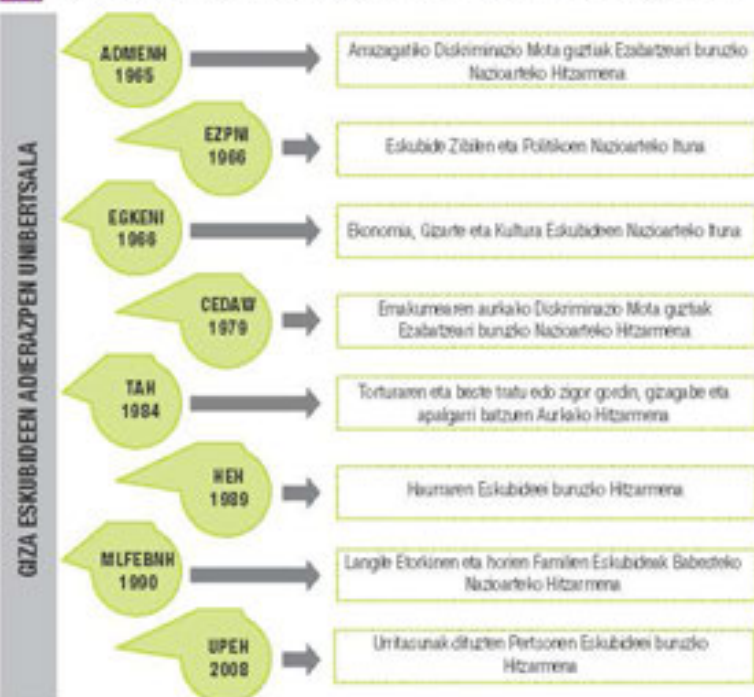 GIZA ESKUBIDEEN ADIERAZPEN UNIBERTSALA
ADMENH
1965
Arrazagatiko Diskriminazio Mota guztiak Ezabatzeari buruzko
Nazioarteko Hitzarmena
EZPNI
1966
Eskubide Zibilen eta Politikoen Nazioarteko Ituna
EGKENI
1966
Ekonomia, Gizarte eta Kultura Eskubideen Nazioarteko Ituna
CEDAW
1979
Emakumearen aurkako Diskriminazio Mota guztiak
Ezabatzeari buruzko Nazioarteko Hitzarmena
TAH
1984
Torturaren eta beste tratu edo zigor gordin, gizagabe eta
apalgarri batzuen Aurkako Hitzarmena
HEH
1989
Haurraren Eskubideei buruzko Hitzarmena
MLFEBNH
1990
Langile Etorkinen eta horien Familien Eskubideak Babesteko
Nazioarteko Hitzarmena
UPEH
2008
Urritasunak dituzten Pertsonen Eskubideei buruzko
Hitzarmena